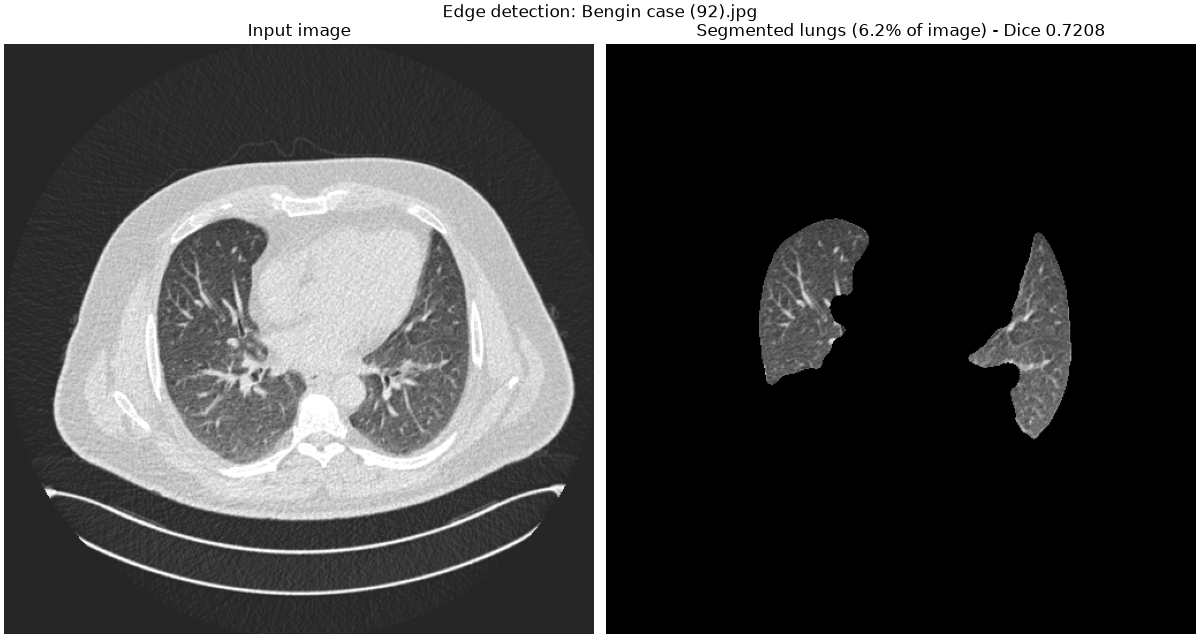 Edge detection: Bengin case (92).jpg
Input image
Segmented lungs (6.2% of image) - Dice 0.7208